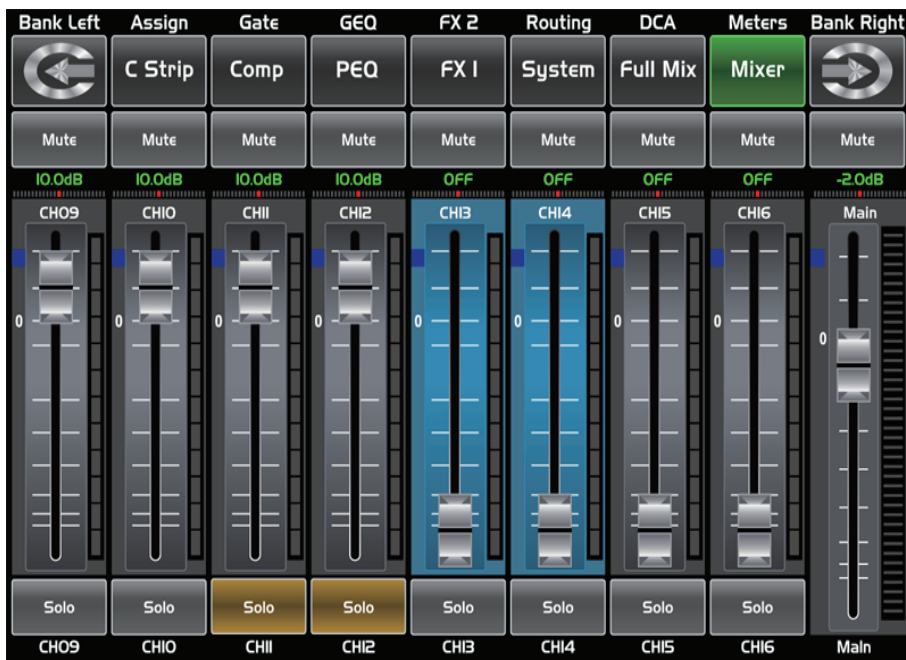 Bank Left Assign Gate GEQ FX 2 Routing DCA Meters Bank Right
C Strip Comp PEQ FX 1 System Full Mix Mixer
Mute Mute Mute Mute Mute Mute Mute Mute Mute
10.0dB 10.0dB 10.0dB 10.0dB OFF OFF OFF OFF -2.0dB
CH09 CH10 CH11 CH12 CH13 CH14 CH15 CH16 Main
0 0 0 0 0 0 0 0 0
Solo Solo Solo Solo Solo Solo Solo Solo
CH09 CH10 CH11 CH12 CH13 CH14 CH15 CH16 Main